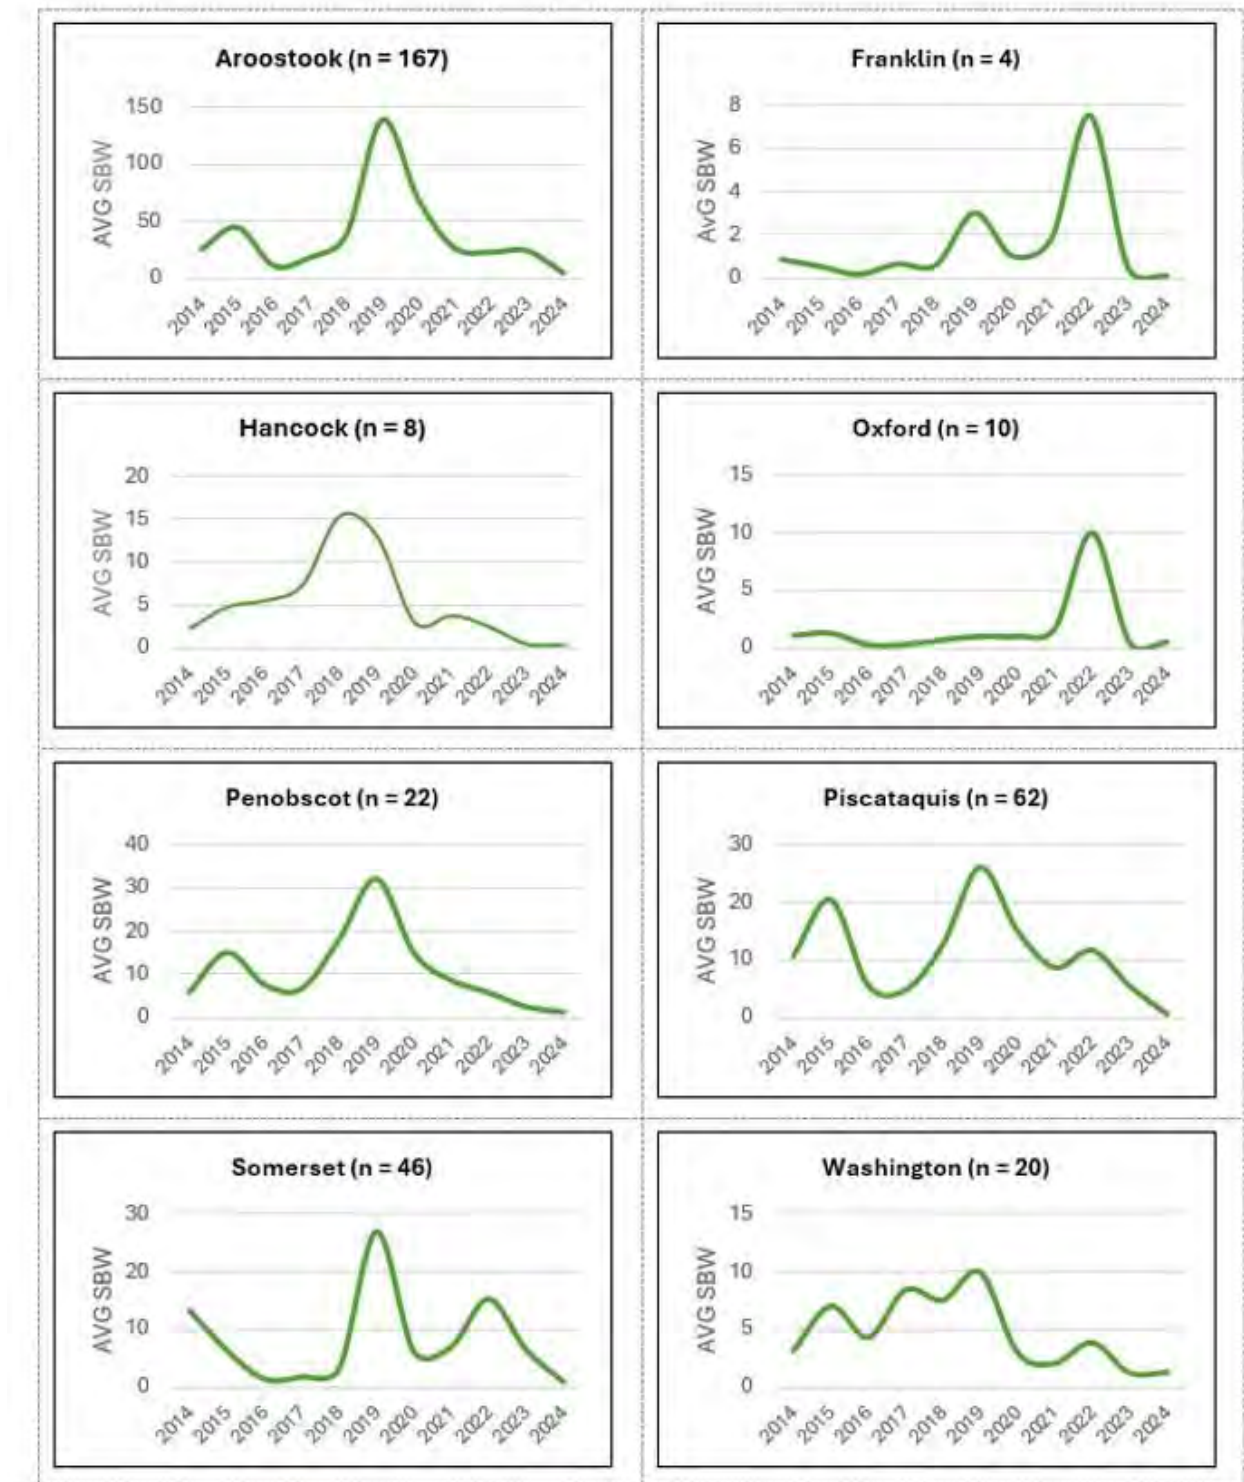 Aroostook (n = 167)
AVG SBW
150
100
50
0
2014 2015 2016 2017 2018 2019 2020 2021 2022 2023 2024
Franklin (n = 4)
AvG SBW
8
6
4
2
0
2014 2015 2016 2017 2018 2019 2020 2021 2022 2023 2024
Hancock (n = 8)
AVG SBW
20
15
10
5
0
2014 2015 2016 2017 2018 2019 2020 2021 2022 2023 2024
Oxford (n = 10)
AVG SBW
15
10
5
0
2014 2015 2016 2017 2018 2019 2020 2021 2022 2023 2024
Penobscot (n = 22)
AVG SBW
40
30
20
10
0
2014 2015 2016 2017 2018 2019 2020 2021 2022 2023 2024
Piscataquis (n = 62)
AVG SBW
30
20
10
0
2014 2015 2016 2017 2018 2019 2020 2021 2022 2023 2024
Somerset (n = 46)
AVG SBW
30
20
10
0
2014 2015 2016 2017 2018 2019 2020 2021 2022 2023 2024
Washington (n = 20)
AVG SBW
15
10
5
0
2014 2015 2016 2017 2018 2019 2020 2021 2022 2023 2024